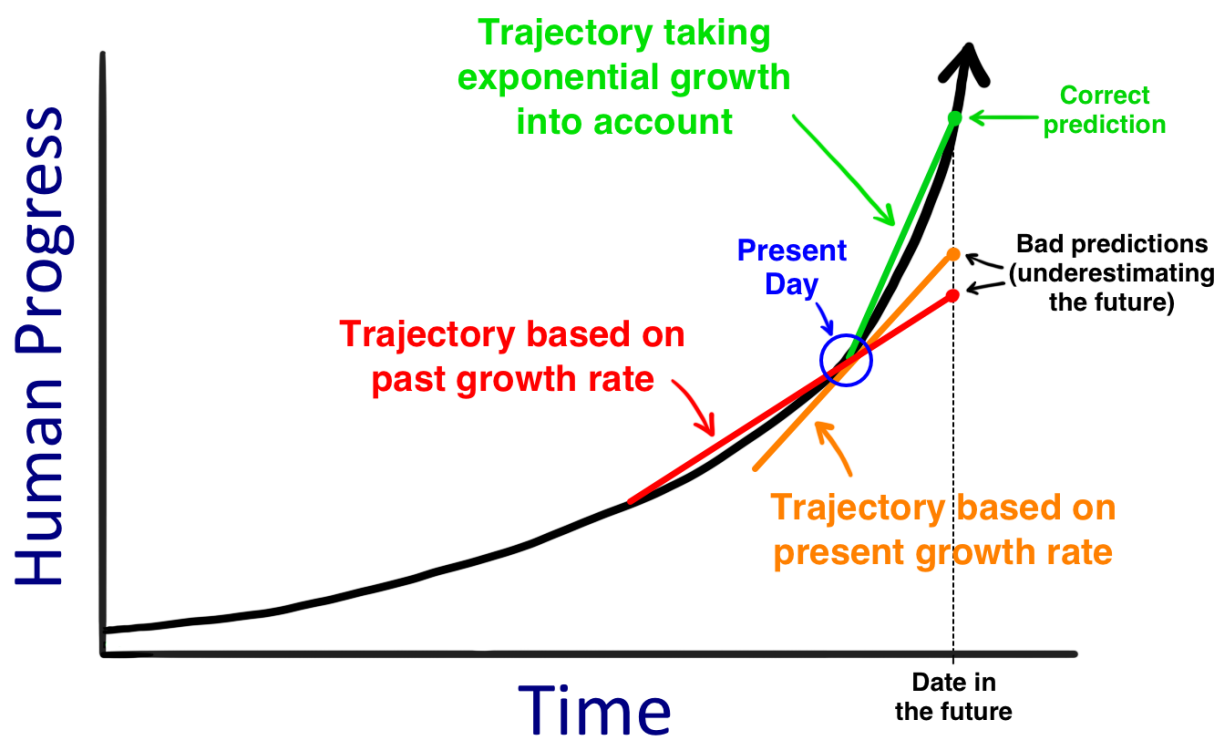 Trajectory taking
exponential growth
into account
Correct
prediction
Human Progress
Present
Day
Bad predictions
(underestimating
the future)
Trajectory based on
past growth rate
Trajectory based on
present growth rate
Time
Date in
the future